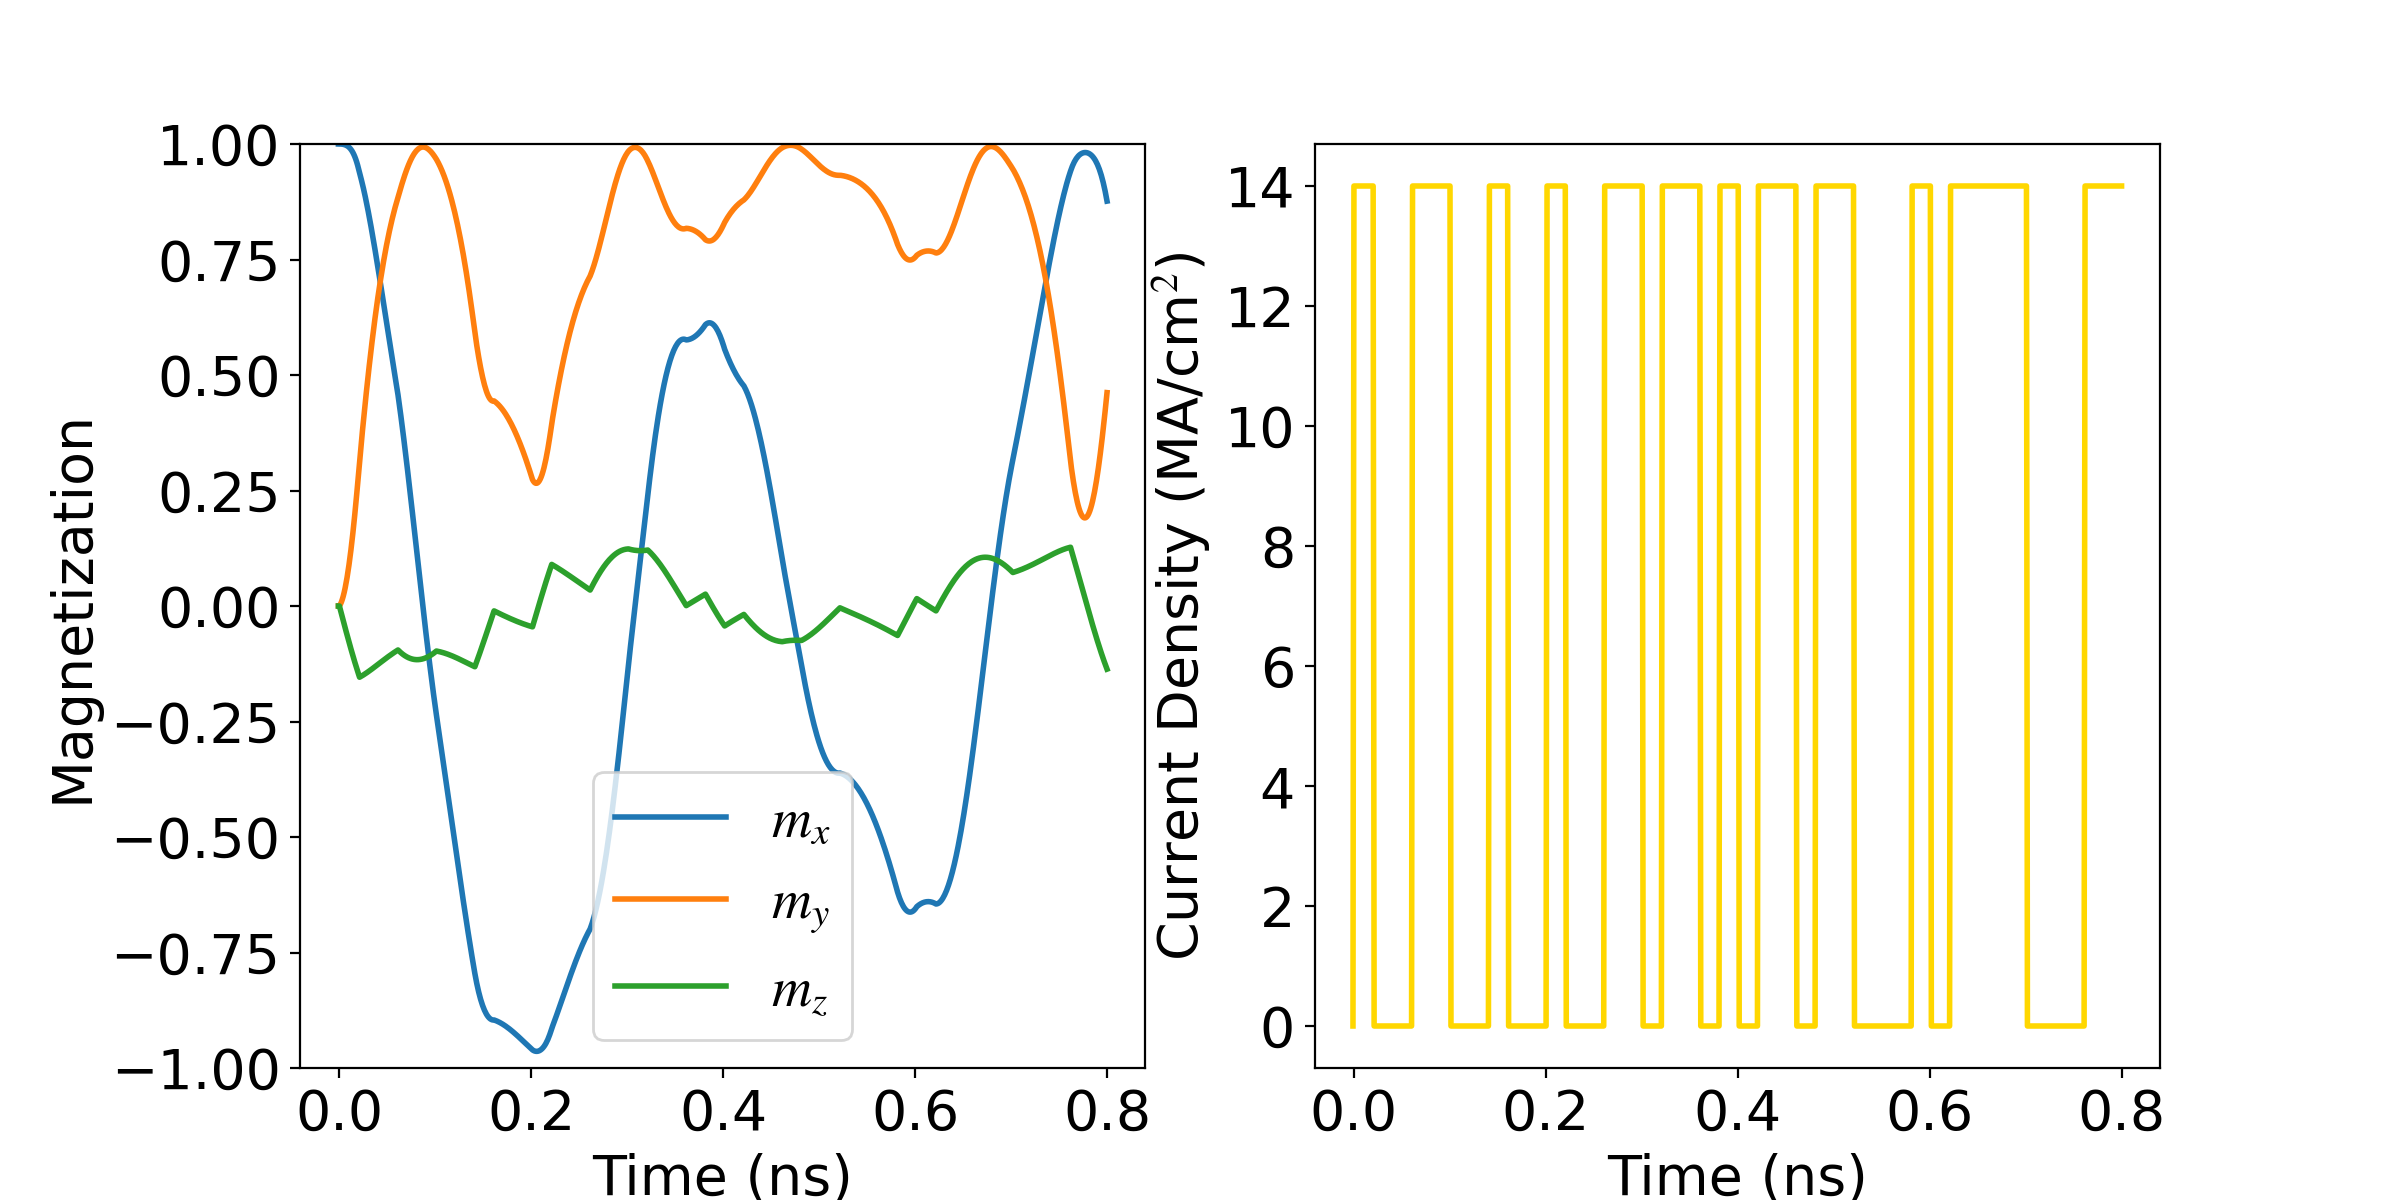 Magnetization
1.00
0.75
0.50
0.25
0.00
−0.25
−0.50
−0.75
−1.00
0.0 0.2 0.4 0.6 0.8
Time (ns)
m_x
m_y
m_z
Current Density (MA/cm²)
14
12
10
8
6
4
2
0
0.0 0.2 0.4 0.6 0.8
Time (ns)